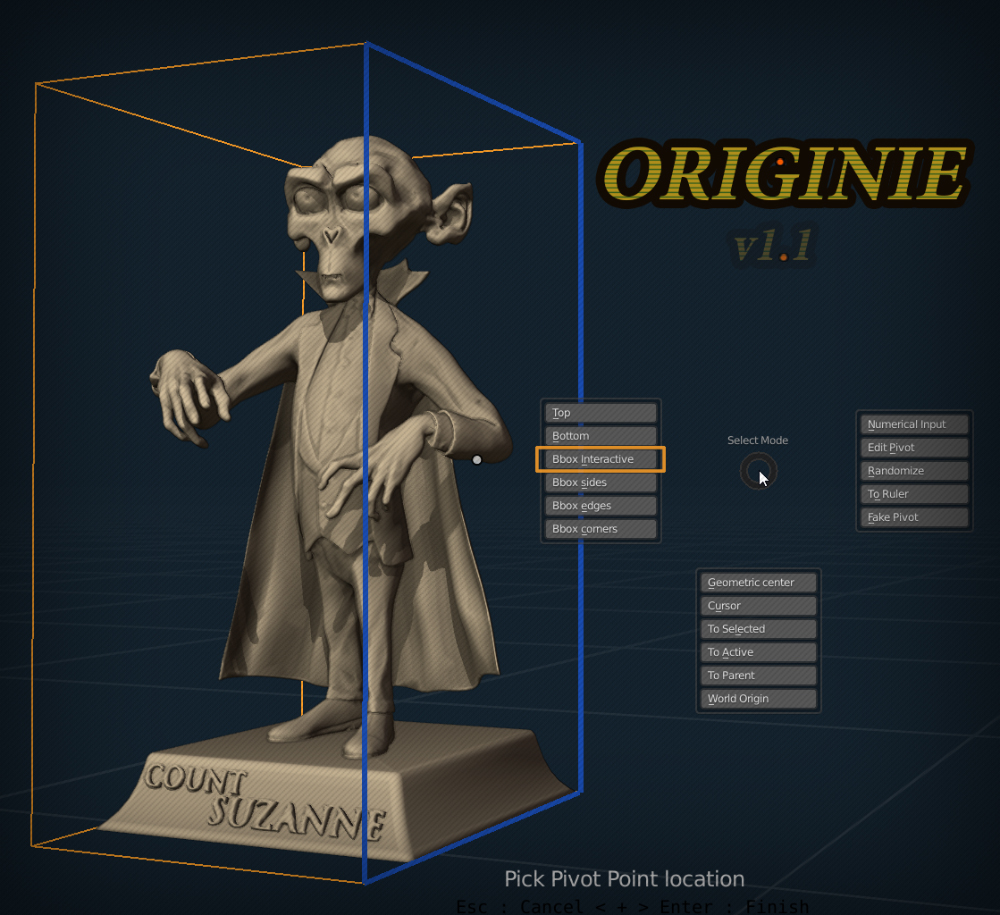 ORIGINIE
v1.1
Top
Bottom
Bbox Interactive
Bbox sides
Bbox edges
Bbox corners
Select Mode
Numerical Input
Edit Pivot
Randomize
To Ruler
Fake Pivot
Geometric center
Cursor
To Selected
To Active
To Parent
World Origin
COUNT
SUZANNE
Pick Pivot Point location
Esc : Cancel < + > Enter : Finish